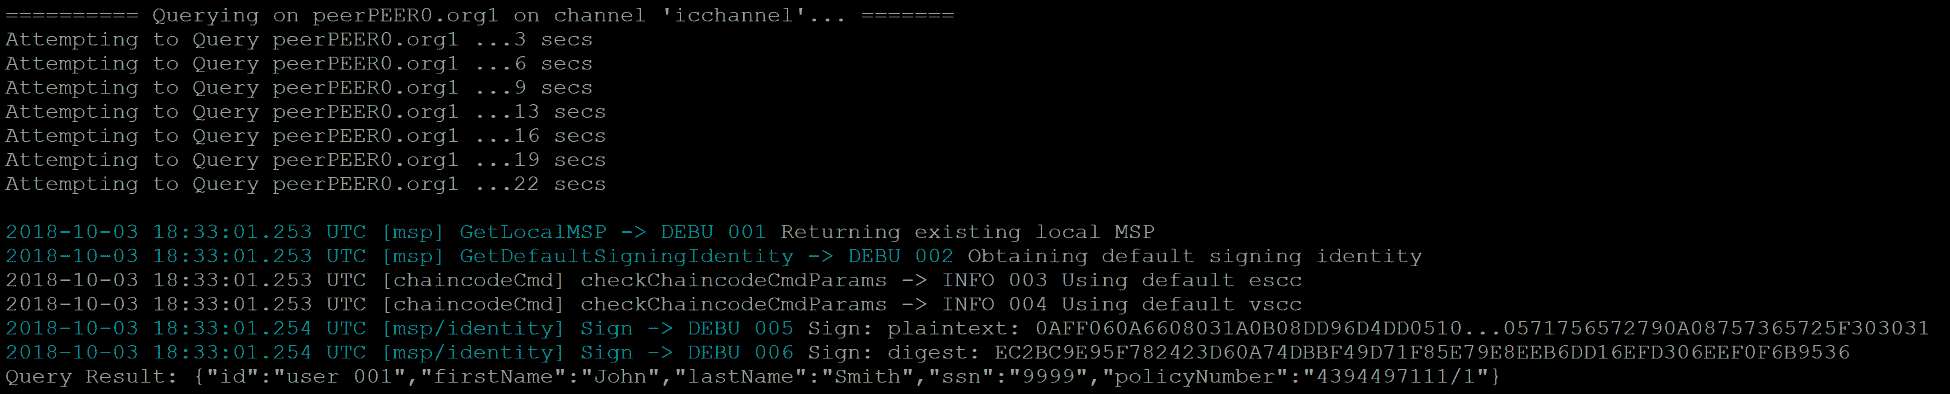 ========== Querying on peerPEER0.org1 on channel 'icchannel'... =======
Attempting to Query peerPEER0.org1 ...3 secs
Attempting to Query peerPEER0.org1 ...6 secs
Attempting to Query peerPEER0.org1 ...9 secs
Attempting to Query peerPEER0.org1 ...13 secs
Attempting to Query peerPEER0.org1 ...16 secs
Attempting to Query peerPEER0.org1 ...19 secs
Attempting to Query peerPEER0.org1 ...22 secs
2018-10-03 18:33:01.253 UTC [msp] GetLocalMSP -> DEBU 001 Returning existing local MSP
2018-10-03 18:33:01.253 UTC [msp] GetDefaultSigningIdentity -> DEBU 002 Obtaining default signing identity
2018-10-03 18:33:01.253 UTC [chaincodeCmd] checkChaincodeCmdParams -> INFO 003 Using default escc
2018-10-03 18:33:01.253 UTC [chaincodeCmd] checkChaincodeCmdParams -> INFO 004 Using default vscc
2018-10-03 18:33:01.254 UTC [msp/identity] Sign -> DEBU 005 Sign: plaintext: 0AFF060A6608031A0B08DD96D4DD0510...0571756572790A08757365725F303031
2018-10-03 18:33:01.254 UTC [msp/identity] Sign -> DEBU 006 Sign: digest: EC2BC9E95F782423D60A74DBBF49D71F85E79E8EEB6DD16EFD306EEF0F6B9536
Query Result: {"id":"user 001","firstName":"John","lastName":"Smith","ssn":"9999","policyNumber":"4394497111/1"}